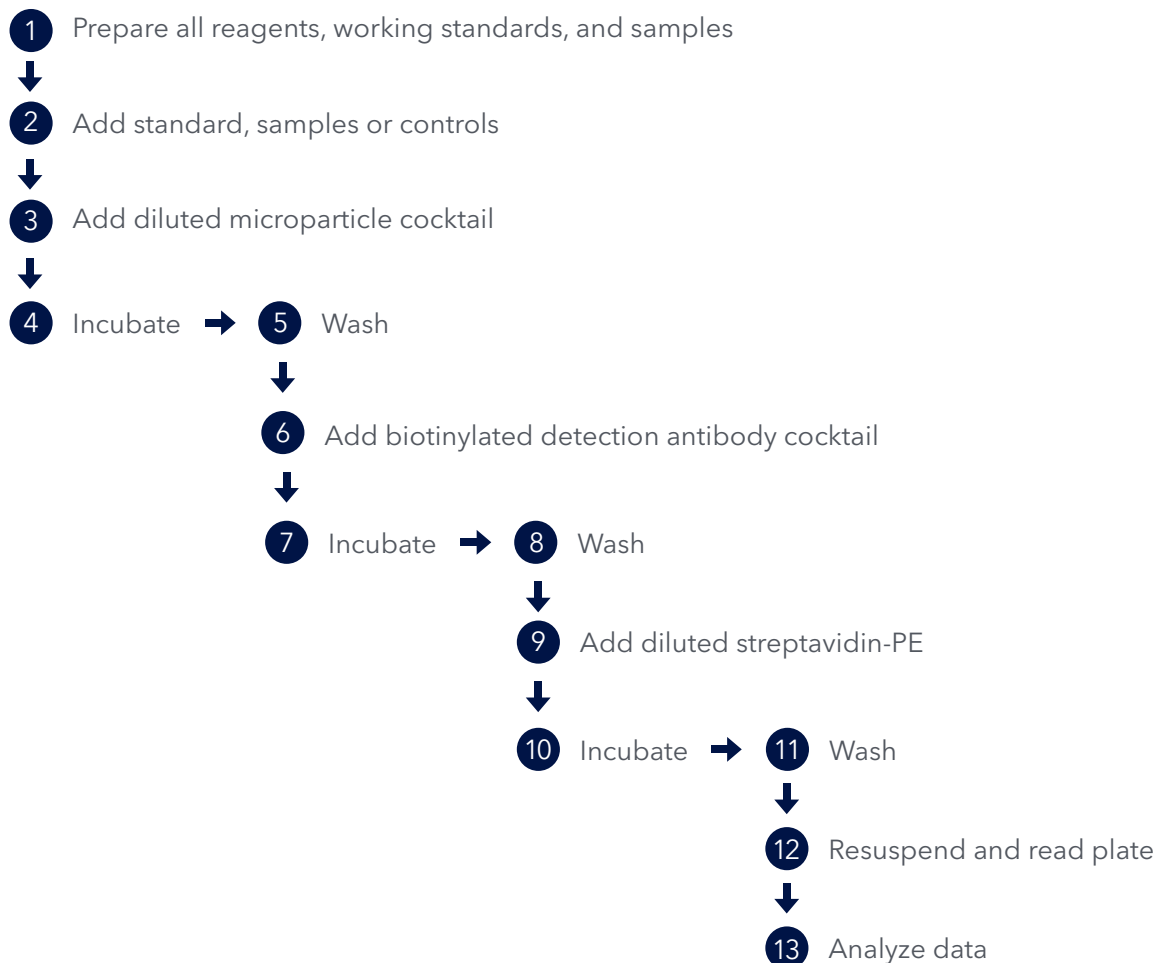 1 Prepare all reagents, working standards, and samples
2 Add standard, samples or controls
3 Add diluted microparticle cocktail
4 Incubate 5 Wash
6 Add biotinylated detection antibody cocktail
7 Incubate 8 Wash
9 Add diluted streptavidin-PE
10 Incubate 11 Wash
12 Resuspend and read plate
13 Analyze data